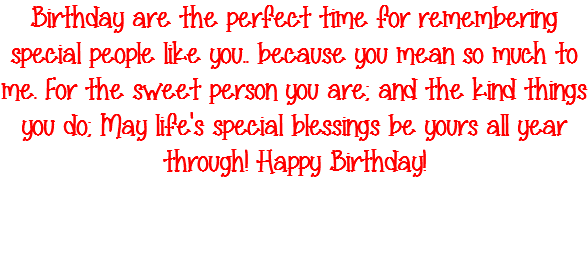 Birthday are the perfect time for remembering
special people like you.. because you mean so much to
me. For the sweet person you are; and the kind things
you do; May life's special blessings be yours all year
through! Happy Birthday!